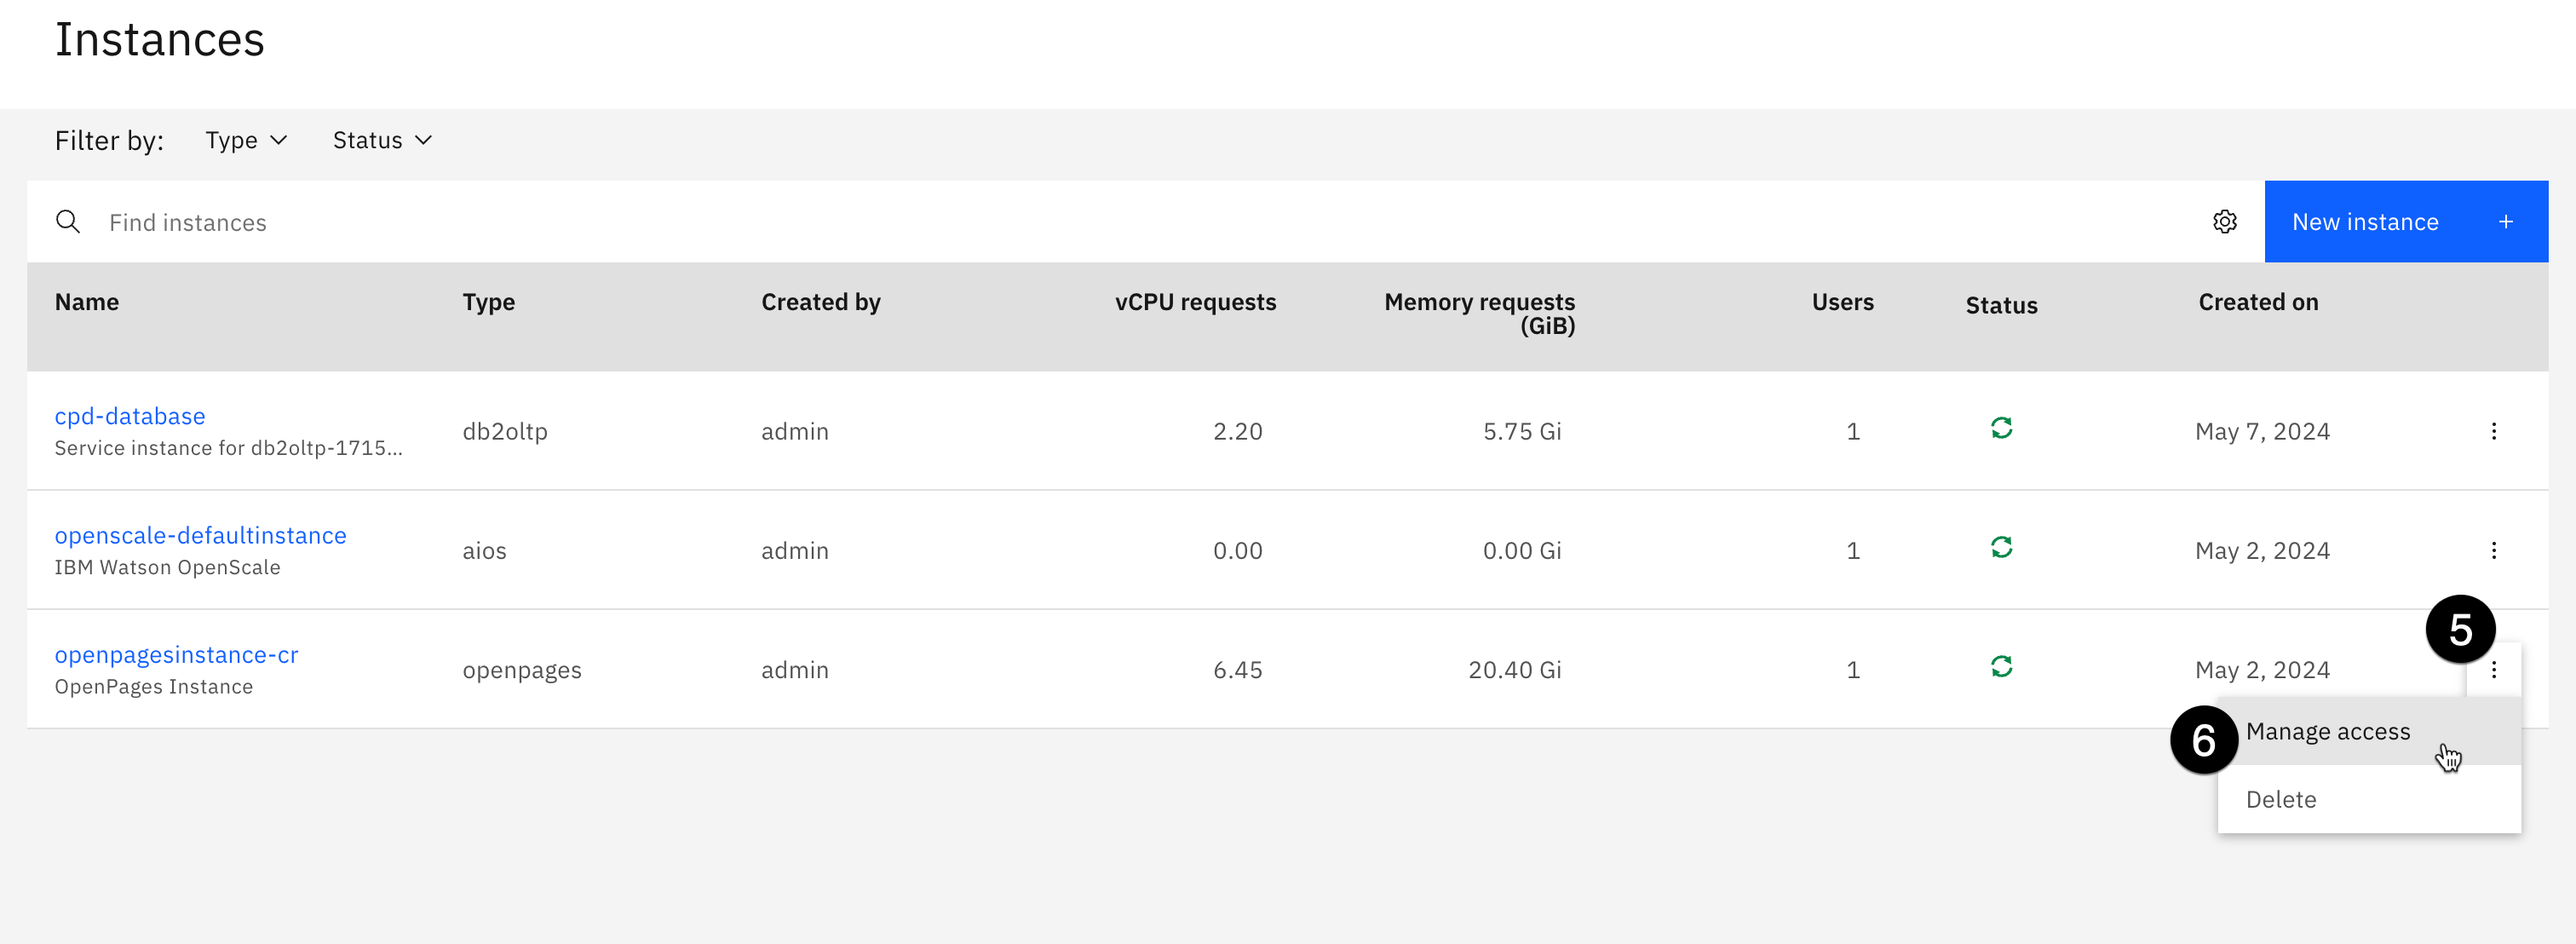 Instances
Filter by: Type Status
Find instances
New instance +
Name Type Created by vCPU requests Memory requests (GiB) Users Status Created on
cpd-database
Service instance for db2oltp-1715...
db2oltp admin 2.20 5.75 Gi 1 May 7, 2024
openscale-defaultinstance
IBM Watson OpenScale
aios admin 0.00 0.00 Gi 1 May 2, 2024
5
openpagesinstance-cr
OpenPages Instance
openpages admin 6.45 20.40 Gi 1 May 2, 2024
6
Manage access
Delete